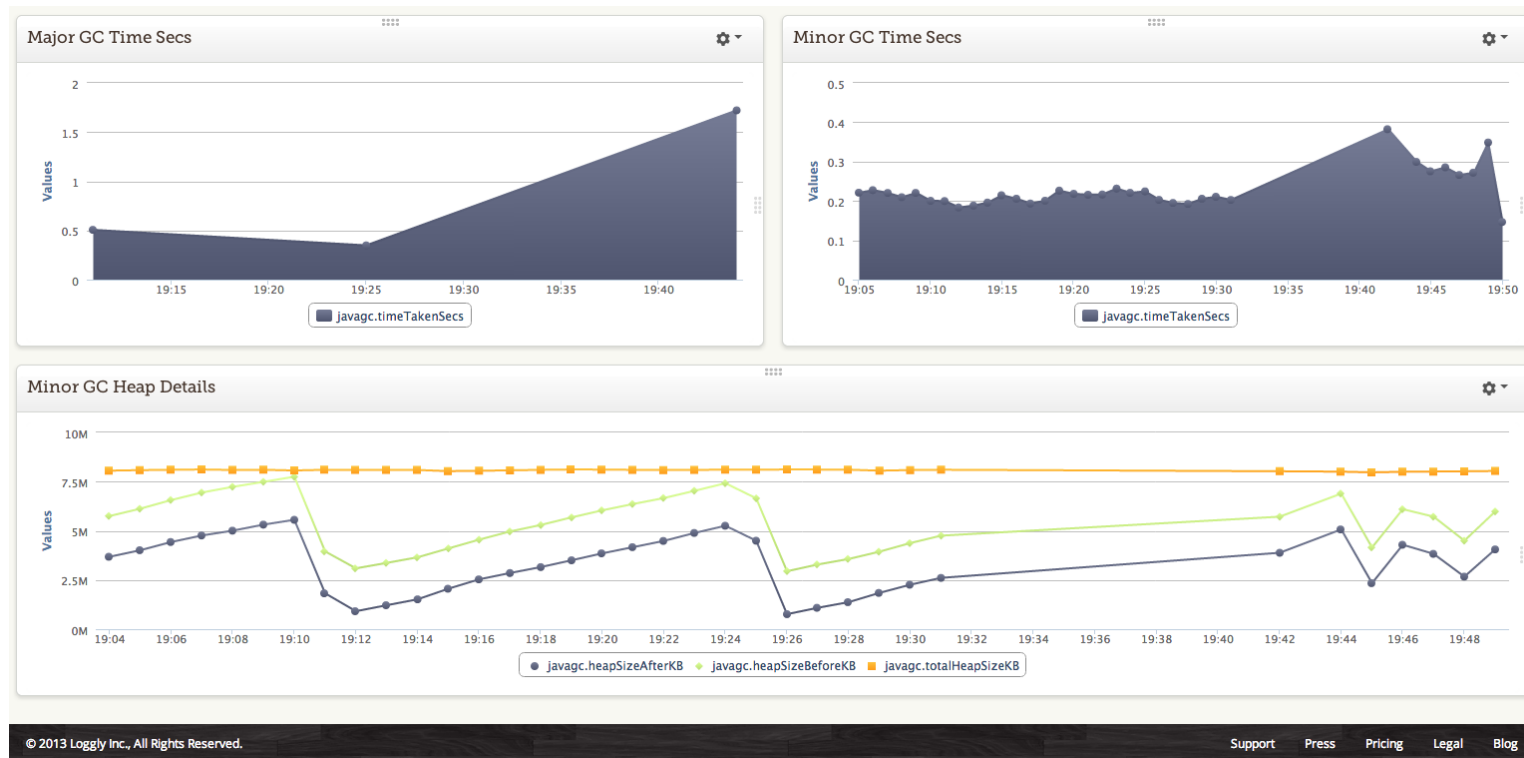 Major GC Time Secs
Minor GC Time Secs
2
1.5
1
0.5
0
Values
19:15 19:20 19:25 19:30 19:35 19:40
javagc.timeTakenSecs
0.5
0.4
0.3
0.2
0.1
0
Values
19:05 19:10 19:15 19:20 19:25 19:30 19:35 19:40 19:45 19:50
javagc.timeTakenSecs
Minor GC Heap Details
10M
7.5M
5M
2.5M
0M
Values
19:04 19:06 19:08 19:10 19:12 19:14 19:16 19:18 19:20 19:22 19:24 19:26 19:28 19:30 19:32 19:34 19:36 19:38 19:40 19:42 19:44 19:46 19:48
javagc.heapSizeAfterKB javagc.heapSizeBeforeKB javagc.totalHeapSizeKB
© 2013 Loggly Inc., All Rights Reserved.
Support Press Pricing Legal Blog